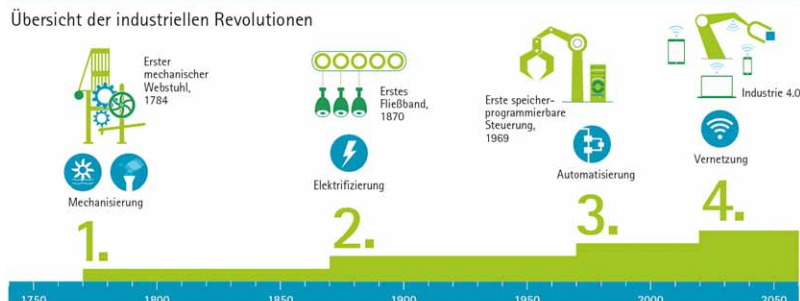 Übersicht der industriellen Revolutionen
Erster
mechanischer
Webstuhl,
1784
Mechanisierung
1.
Erstes
Fließband,
1870
Elektrifizierung
2.
Erste speicher-
programmierbare
Steuerung,
1969
Automatisierung
3.
Industrie 4.0
Vernetzung
4.
1750
1800
1850
1900
1950
2000
2050